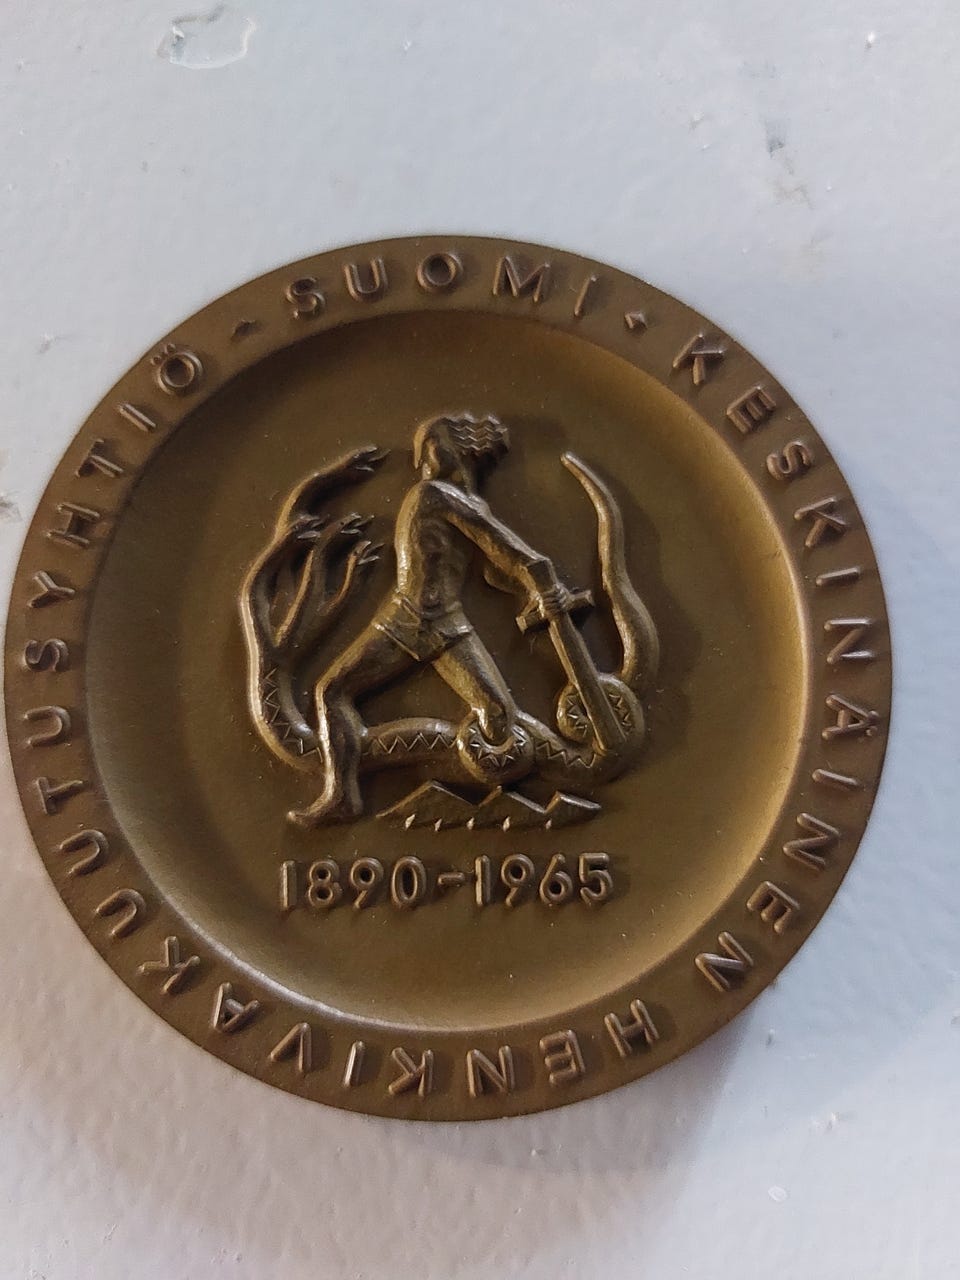 SUOMI · KESKINÄINEN HENKIVAKUUTUSYHTIÖ ·
1890-1965